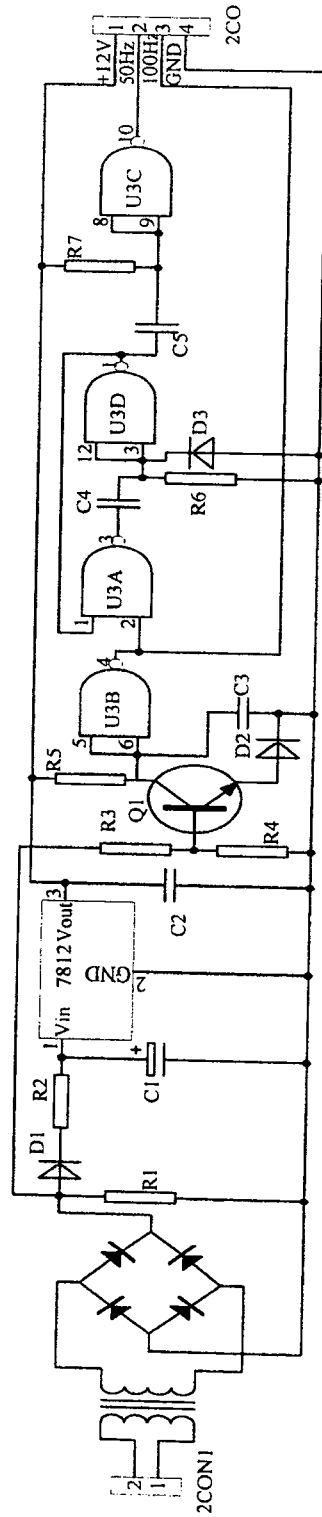 2CON1
2
1
D1
R2
R1
C1
+
1
Vin
7812
Vout
3
GND
2
C2
R3
R4
R5
Q1
D2
C3
5
6
U3B
4
1
2
U3A
3
C4
12
3
U3D
1
R6
D3
C5
R7
8
9
U3C
10
+12V
50Hz
100Hz
GND
1
2
3
4
2CO